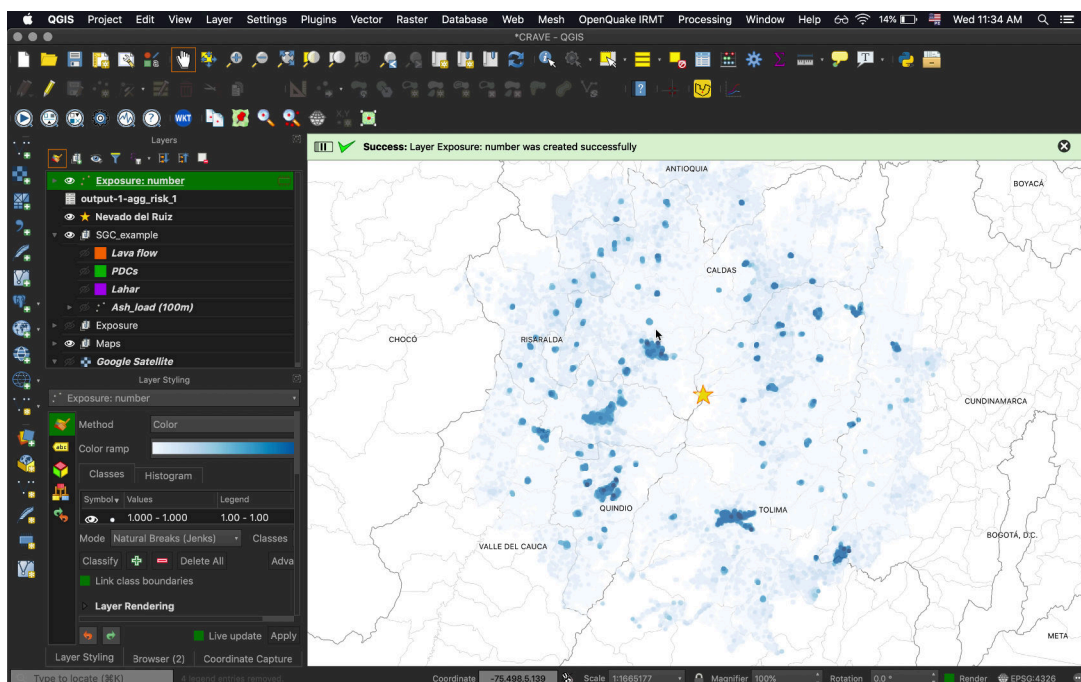 QGIS Project Edit View Layer Settings Plugins Vector Raster Database Web Mesh OpenQuake IRMT Processing Window Help 14% Wed 11:34 AM
*CRAVE - QGIS
WKT
Layers
Success: Layer Exposure: number was created successfully
Exposure: number
output-1-agg_risk_1
Nevado del Ruiz
SGC_example
Lava flow
PDCs
Lahar
Ash_load (100m)
Exposure
Maps
Google Satellite
Layer Styling
Exposure: number
Method Color
Color ramp
Classes Histogram
Symbol Values Legend
1.000 - 1.000 1.00 - 1.00
Mode Natural Breaks (Jenks) Classes
Classify Delete All Adva
Link class boundaries
Layer Rendering
Live update Apply
Layer Styling Browser (2) Coordinate Capture
ANTIOQUIA
BOYACÁ
CALDAS
CHOCÓ
RISARALDA
CUNDINAMARCA
QUINDIO
TOLIMA
VALLE DEL CAUCA
BOGOTÁ, D.C.
META
Type to locate (⌘K) 4 legend entries removed. Coordinate -75.498,5.139 Scale 1:1665177 Magnifier 100% Rotation 0.0 ° Render EPSG:4326